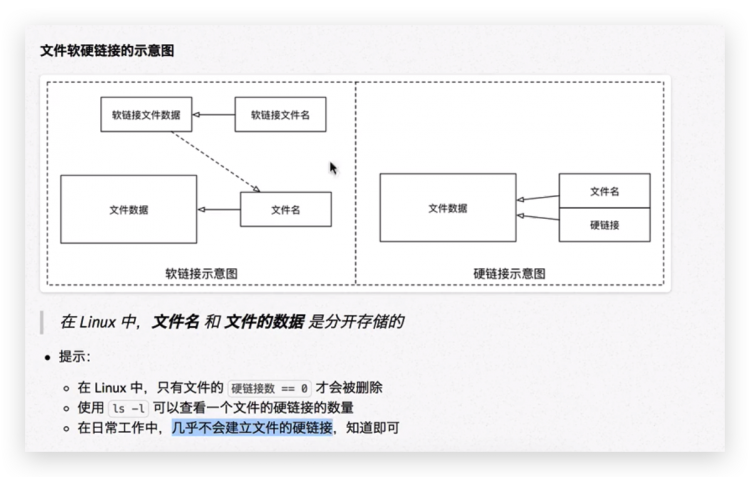 文件软硬链接的示意图
软链接文件数据
软链接文件名
文件数据
文件名
软链接示意图
文件数据
文件名
硬链接
硬链接示意图
在 Linux 中，文件名 和 文件的数据 是分开存储的
提示：
在 Linux 中，只有文件的 硬链接数 == 0 才会被删除
使用 ls -l 可以查看一个文件的硬链接的数量
在日常工作中，几乎不会建立文件的硬链接，知道即可